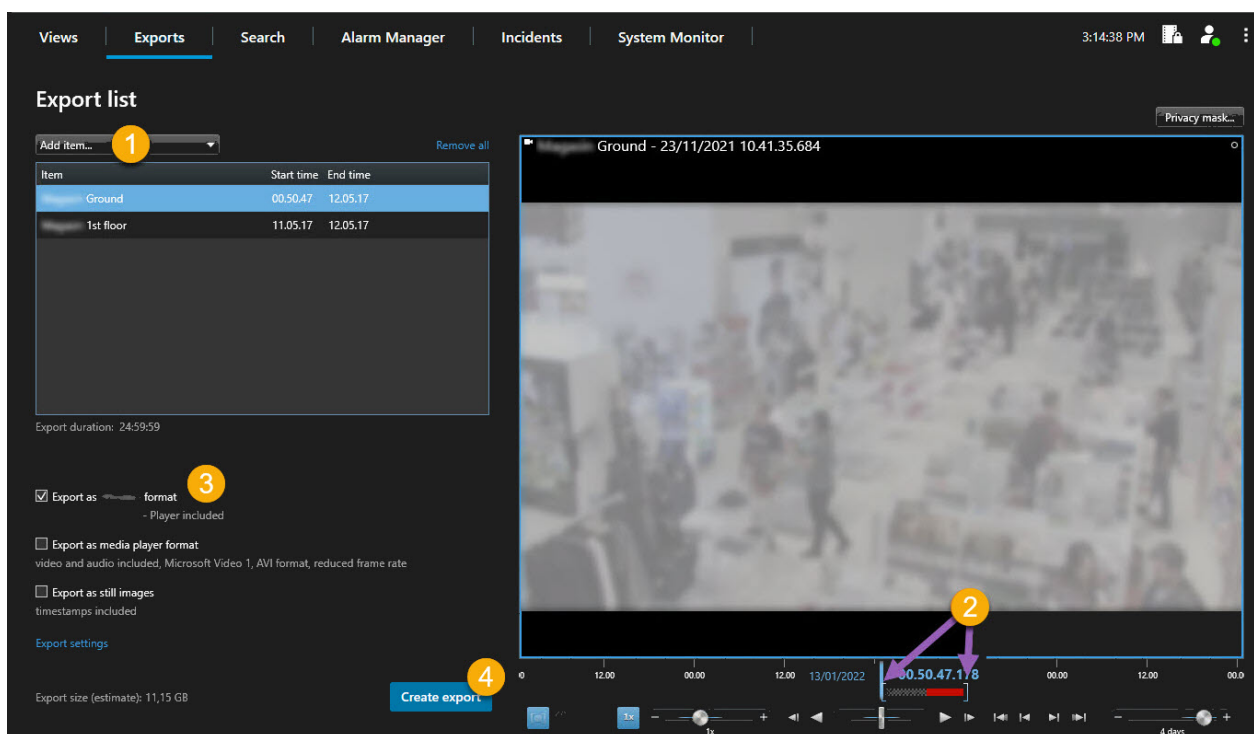 Views Exports Search Alarm Manager Incidents System Monitor 3:14:38 PM
Export list
Privacy mask...
Add item... 1 Remove all
Ground - 23/11/2021 10.41.35.684
Item Start time End time
Ground 00.50.47 12.05.17
1st floor 11.05.17 12.05.17
Export duration: 24:59:59
3
Export as format
- Player included
Export as media player format
video and audio included, Microsoft Video 1, AVI format, reduced frame rate
Export as still images
timestamps included
2
Export settings
12.00 00.00 12.00 13/01/2022 00.50.47.178 00.00 12.00 00.0
4
Export size (estimate): 11,15 GB Create export
1x - + - +
1x 4 days